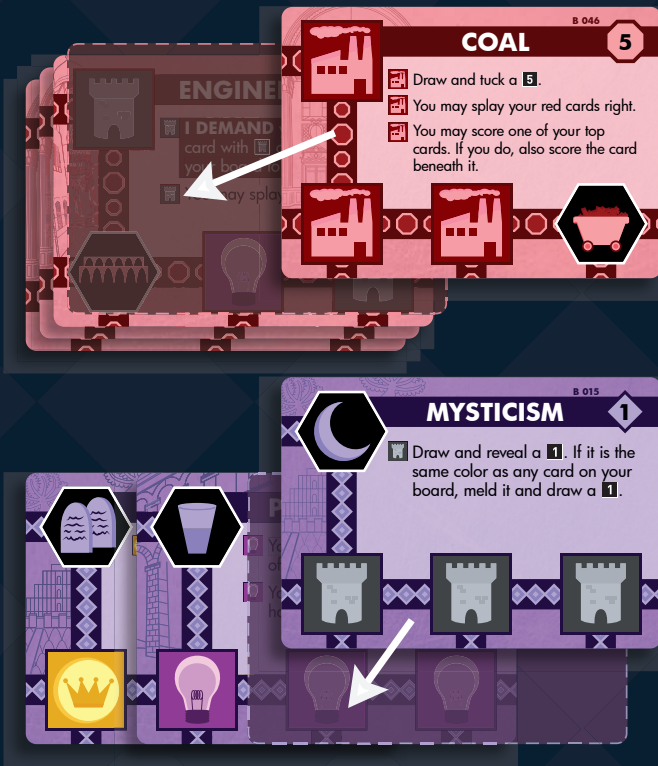 B 046
COAL
5
Draw and tuck a 5.
You may splay your red cards right.
You may score one of your top
cards. If you do, also score the card
beneath it.
ENGINE
I DEMAND
card with
your board to
may splay
B 015
MYSTICISM
1
Draw and reveal a 1. If it is the
same color as any card on your
board, meld it and draw a 1.
P